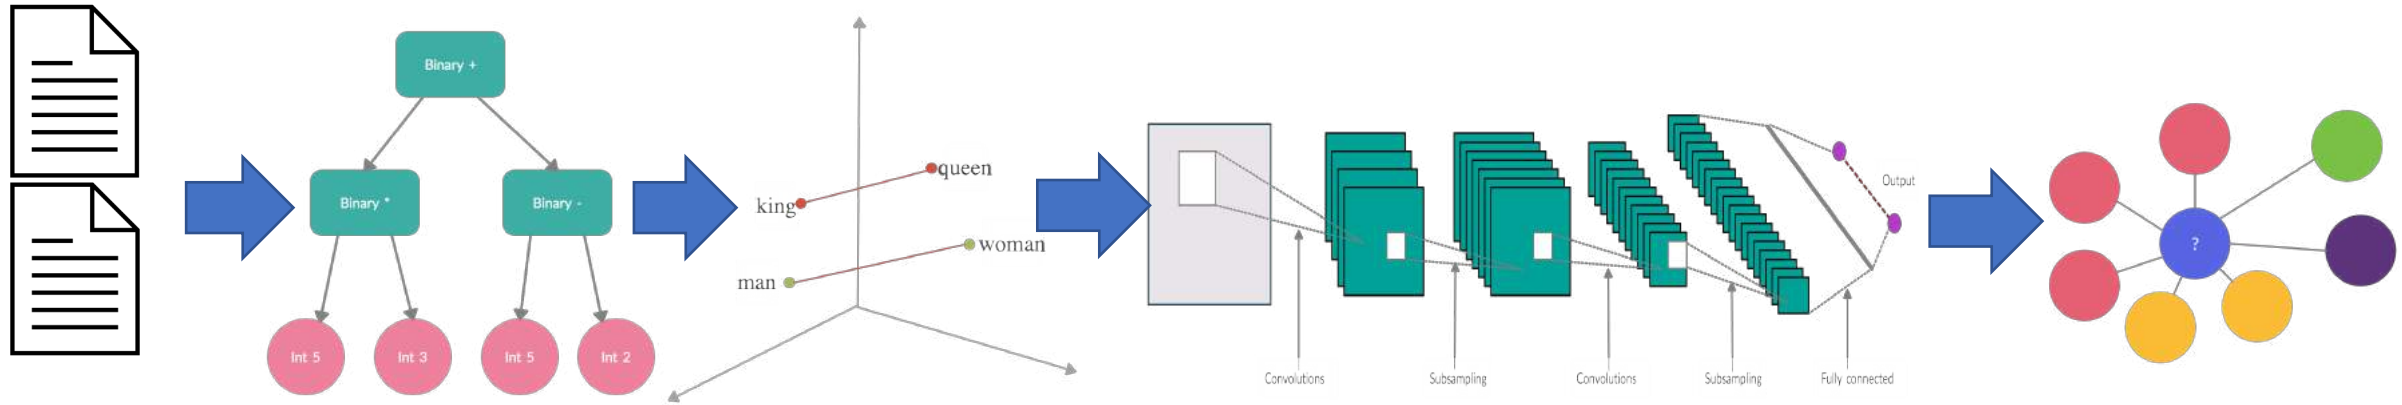 Binary +
Binary *
Binary -
Int 5
Int 3
Int 5
Int 2
queen
king
woman
man
Output
Convolutions
Subsampling
Convolutions
Subsampling
Fully connected
?